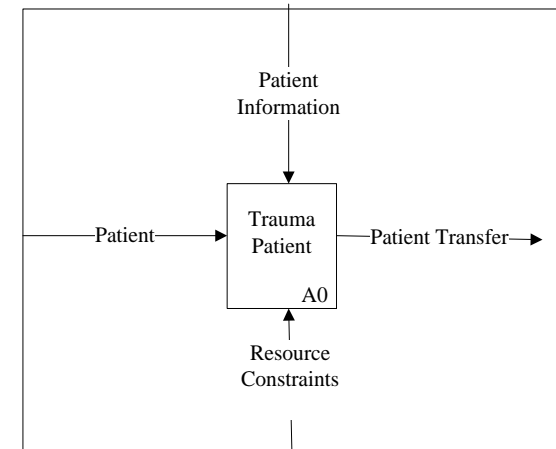 Patient
Information
Patient
Trauma
Patient
Patient Transfer
A0
Resource
Constraints